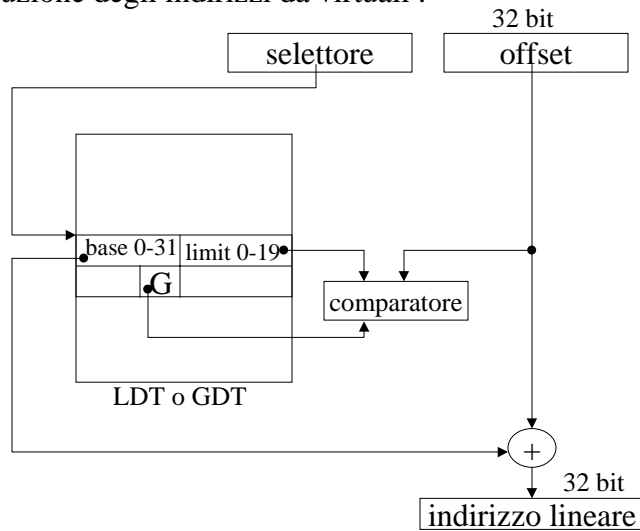 degli indirizzi da virtuali :
32 bit
selettore
offset
base 0-31
limit 0-19
G
comparatore
LDT o GDT
+
32 bit
indirizzo lineare